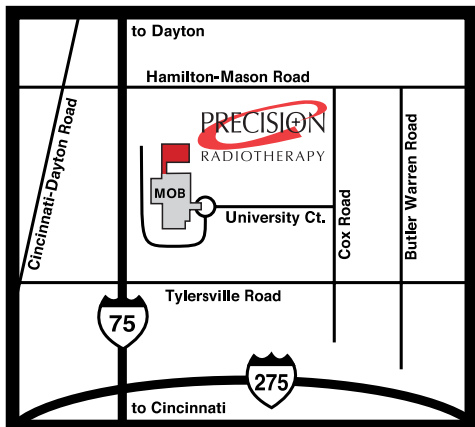 to Dayton
Hamilton-Mason Road
Cincinnati-Dayton Road
PRECISION
RADIOTHERAPY
MOB
University Ct.
Cox Road
Butler Warren Road
Tylersville Road
75
275
to Cincinnati